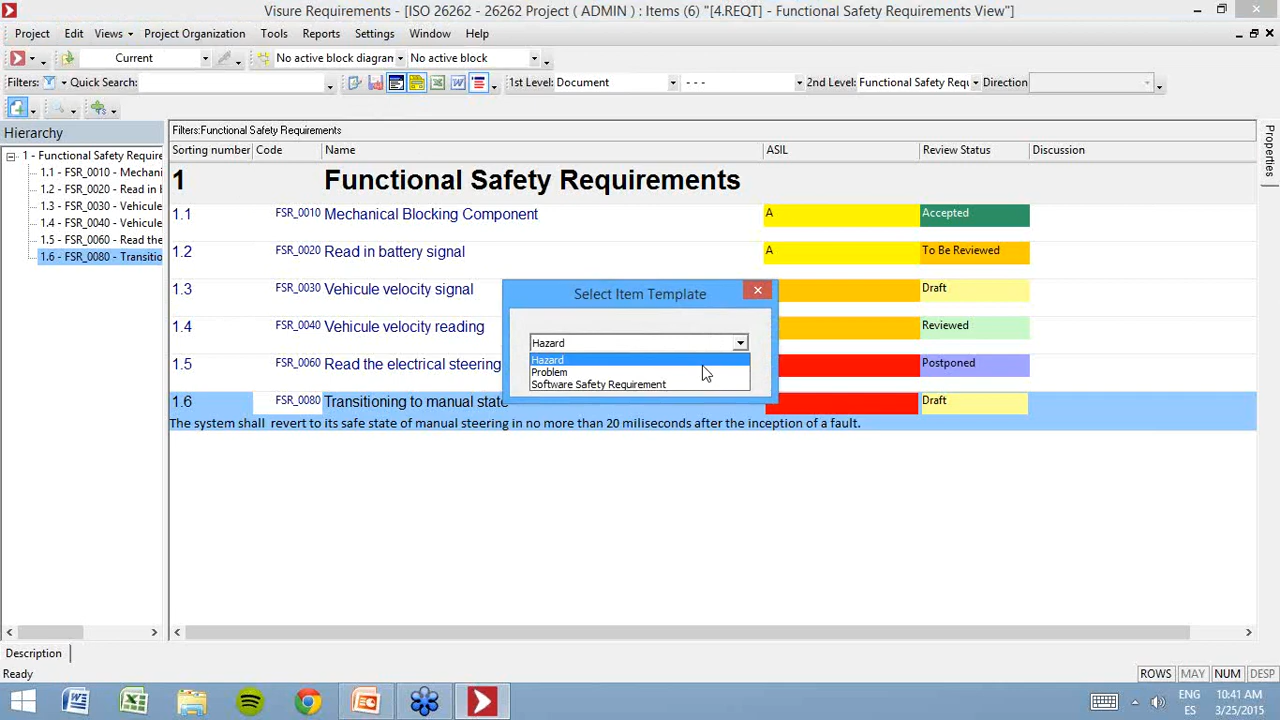 Visure Requirements - [ISO 26262 - 26262 Project ( ADMIN ) : Items (6) "[4.REQT] - Functional Safety Requirements View"]
Project Edit Views Project Organization Tools Reports Settings Window Help
Current No active block diagram No active block
Filters: Quick Search: 1st Level: Document - - - 2nd Level: Functional Safety Requ Direction
Hierarchy
1 - Functional Safety Require
1.1 - FSR_0010 - Mechani
1.2 - FSR_0020 - Read in b
1.3 - FSR_0030 - Vehicule
1.4 - FSR_0040 - Vehicule
1.5 - FSR_0060 - Read the
1.6 - FSR_0080 - Transitio
Filters:Functional Safety Requirements
Sorting number Code Name ASIL Review Status Discussion
1 Functional Safety Requirements
1.1 FSR_0010 Mechanical Blocking Component A Accepted
1.2 FSR_0020 Read in battery signal A To Be Reviewed
1.3 FSR_0030 Vehicule velocity signal Draft
1.4 FSR_0040 Vehicule velocity reading Reviewed
1.5 FSR_0060 Read the electrical steering Postponed
1.6 FSR_0080 Transitioning to manual state Draft
The system shall revert to its safe state of manual steering in no more than 20 miliseconds after the inception of a fault.
Select Item Template
Hazard
Hazard
Problem
Software Safety Requirement
Properties
Description
Ready ROWS MAY NUM DESP
ENG 10:41 AM
ES 3/25/2015